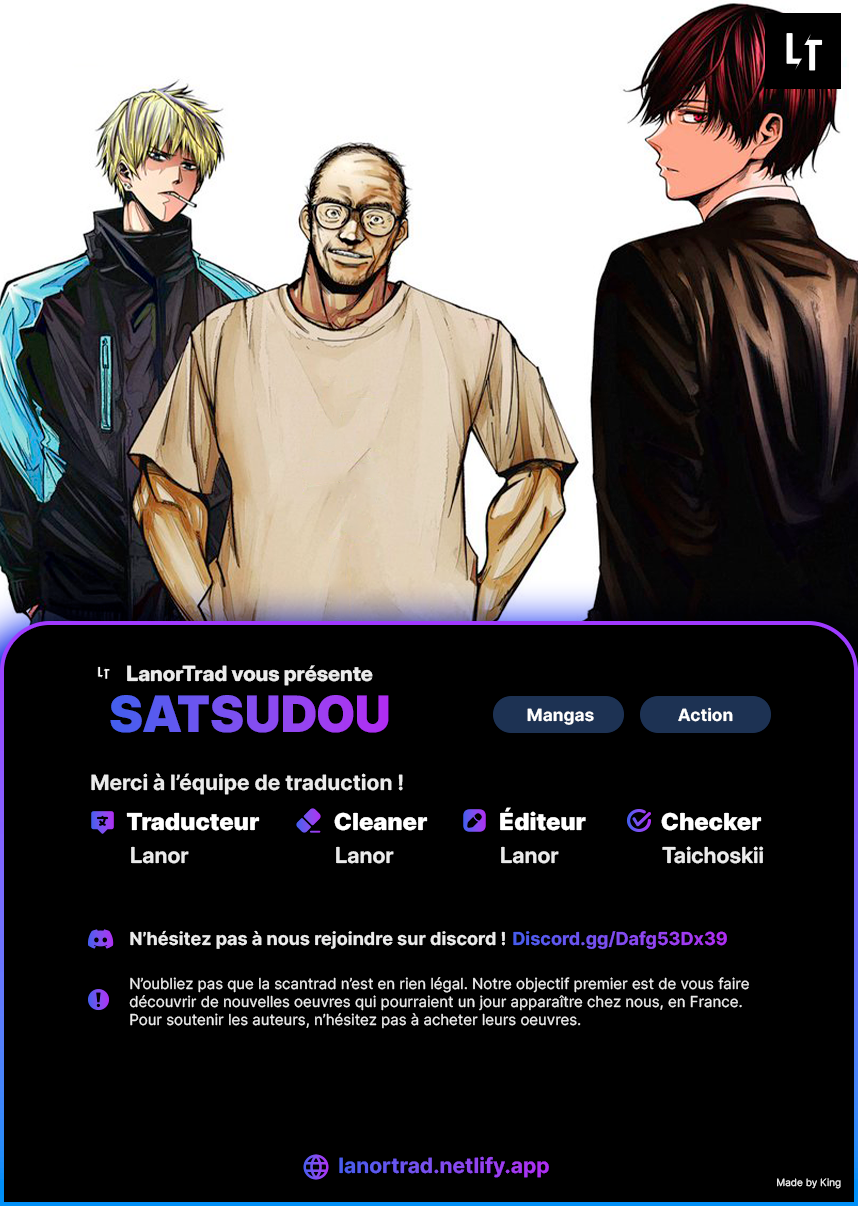 LT
LT LanorTrad vous présente
SATSUDOU
Mangas
Action
Merci à l'équipe de traduction !
Traducteur Cleaner Éditeur Checker
Lanor Lanor Lanor Taichoskii
N'hésitez pas à nous rejoindre sur discord ! Discord.gg/Dafg53Dx39
N'oubliez pas que la scantrad n'est en rien légal. Notre objectif premier est de vous faire
découvrir de nouvelles oeuvres qui pourraient un jour apparaître chez nous, en France.
Pour soutenir les auteurs, n'hésitez pas à acheter leurs oeuvres.
lanortrad.netlify.app
Made by King